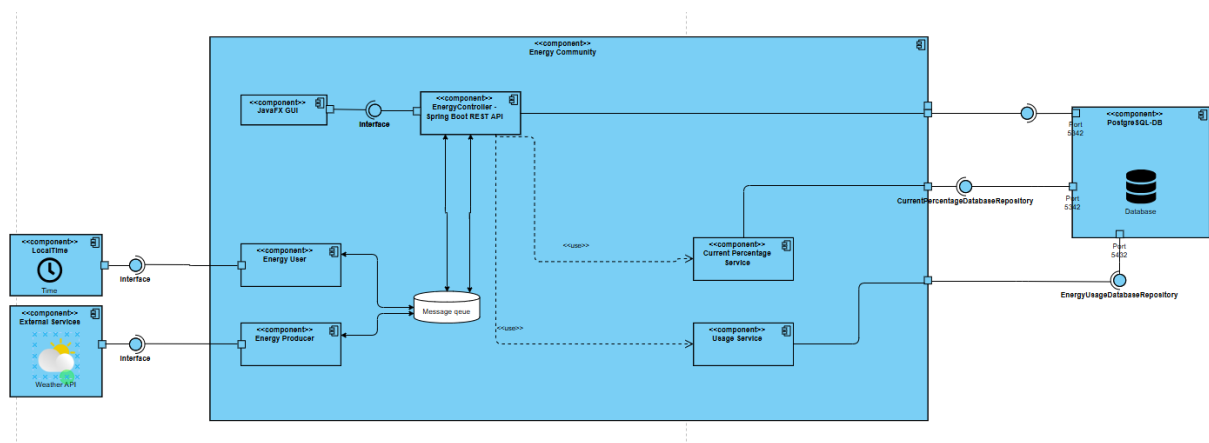 <<component>>
Energy Community
<<component>>
JavaFX GUI
Interface
<<component>>
EnergyController -
Spring Boot REST API
<<component>>
PostgreSQL-DB
Port
5342
Database
CurrentPercentageDatabaseRepository
Port
5342
Port
5432
EnergyUsageDatabaseRepository
<<component>>
LocalTime
Time
Interface
<<component>>
Energy User
<<use>>
<<component>>
Current Percentage
Service
Message qeue
<<component>>
External Services
Weather API
Interface
<<component>>
Energy Producer
<<use>>
<<component>>
Usage Service